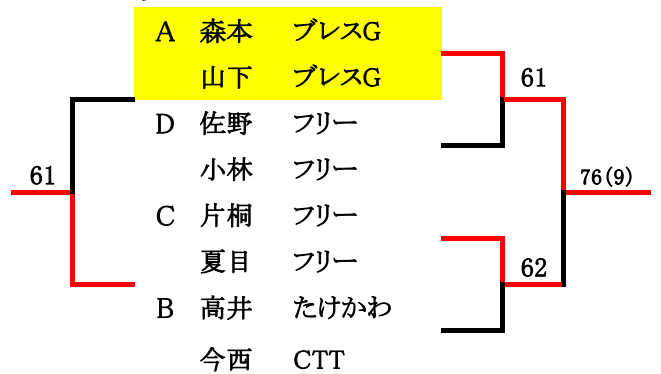 A 森本 ブレスG
山下 ブレスG
61
D 佐野 フリー
61
小林 フリー
76(9)
C 片桐 フリー
夏目 フリー
62
B 高井 たけかわ
今西 CTT